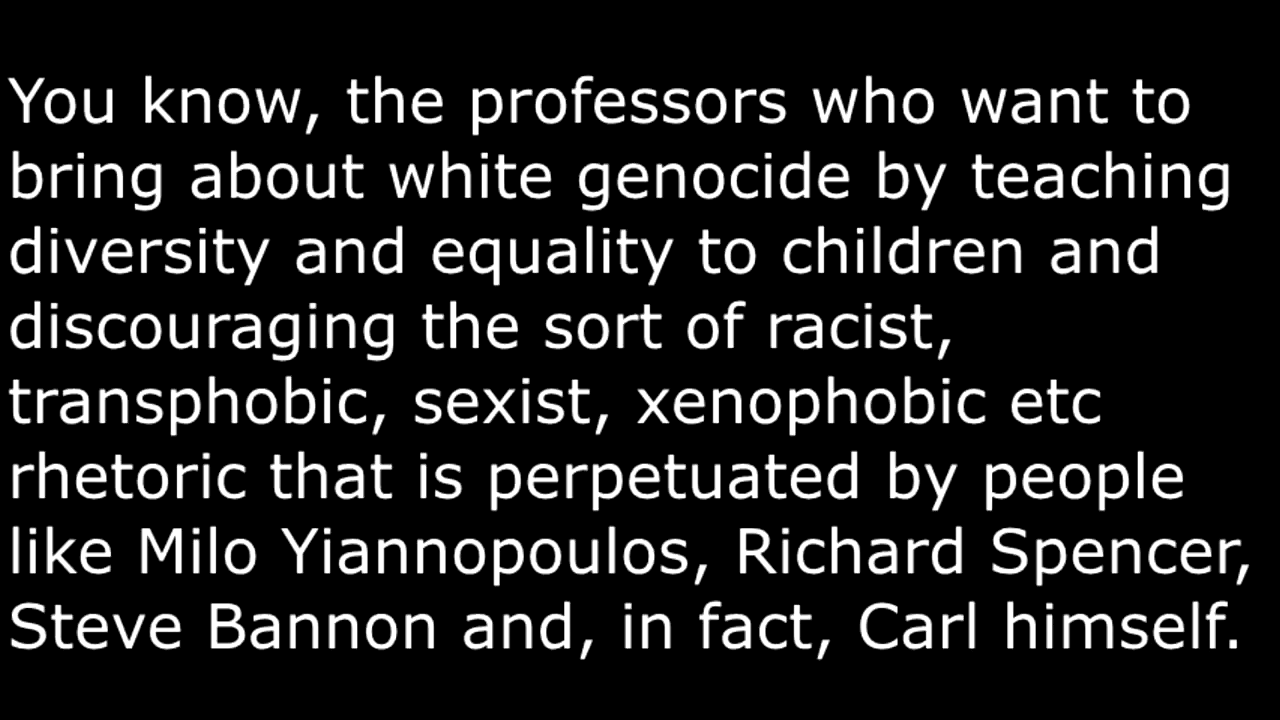 You know, the professors who want to
bring about white genocide by teaching
diversity and equality to children and
discouraging the sort of racist,
transphobic, sexist, xenophobic etc
rhetoric that is perpetuated by people
like Milo Yiannopoulos, Richard Spencer,
Steve Bannon and, in fact, Carl himself.